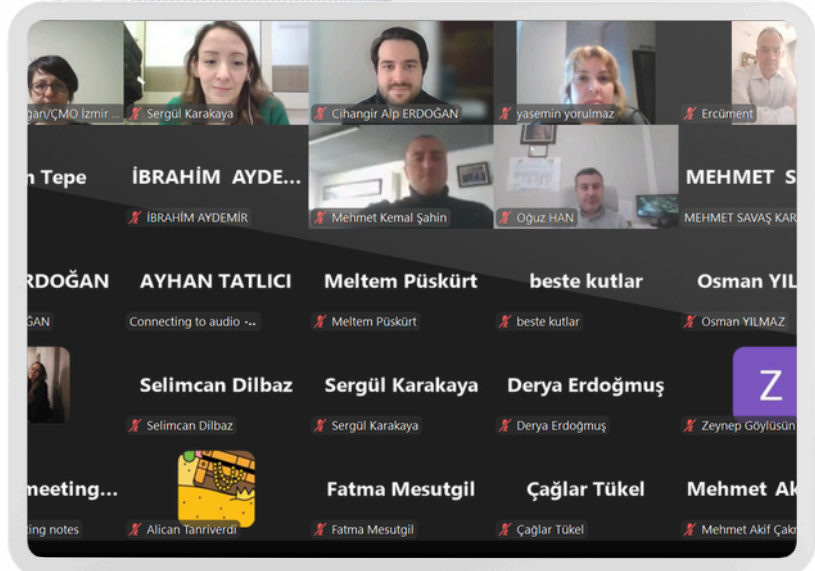 gan/ÇMO İzmir ...
Sergül Karakaya
Cihangir Alp ERDOĞAN
yasemin yorulmaz
Ercüment
n Tepe
İBRAHİM AYDE...
İBRAHİM AYDEMİR
Mehmet Kemal Şahin
Oğuz HAN
MEHMET S
MEHMET SAVAŞ KAR
RDOĞAN
ĞAN
AYHAN TATLICI
Connecting to audio ·..
Meltem Püskürt
Meltem Püskürt
beste kutlar
beste kutlar
Osman YIL
Osman YILMAZ
Selimcan Dilbaz
Selimcan Dilbaz
Sergül Karakaya
Sergül Karakaya
Derya Erdoğmuş
Derya Erdoğmuş
Z
Zeynep Göylüsün
meeting...
ing notes
Alican Tanriverdi
Fatma Mesutgil
Fatma Mesutgil
Çağlar Tükel
Çağlar Tükel
Mehmet Ak
Mehmet Akif Çakr